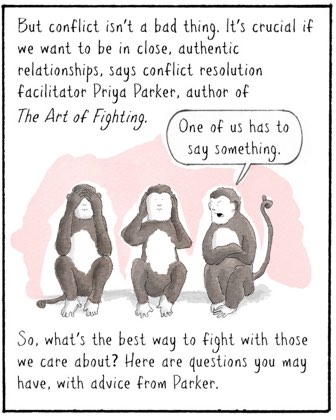 But conflict isn't a bad thing. It's crucial if
we want to be in close, authentic
relationships, says conflict resolution
facilitator Priya Parker, author of
The Art of Fighting.
One of us has to
say something.
So, what's the best way to fight with those
we care about? Here are questions you may
have, with advice from Parker.